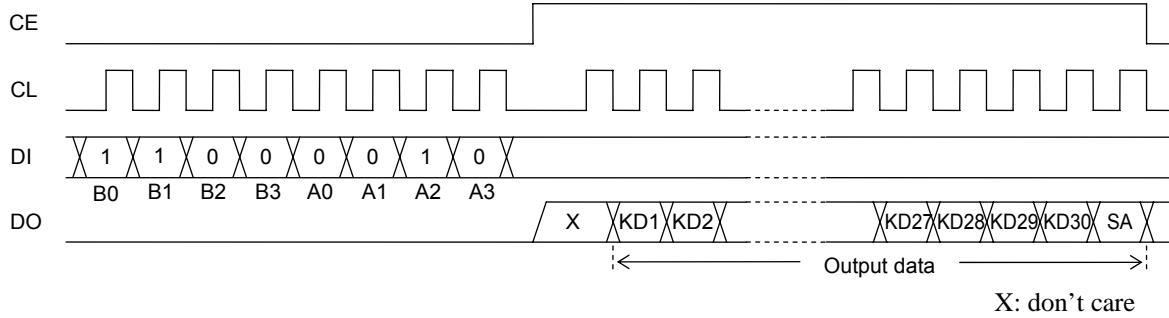 CE
CL
DI 1 1 0 0 0 0 1 0
B0 B1 B2 B3 A0 A1 A2 A3
DO X KD1 KD2 KD27 KD28 KD29 KD30 SA
Output data
X: don’t care